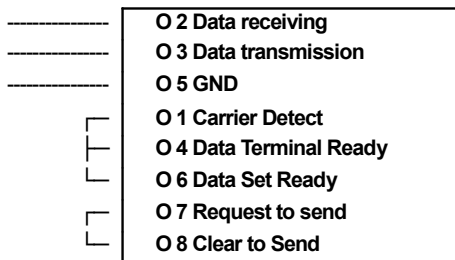 O 2 Data receiving
O 3 Data transmission
O 5 GND
O 1 Carrier Detect
O 4 Data Terminal Ready
O 6 Data Set Ready
O 7 Request to send
O 8 Clear to Send